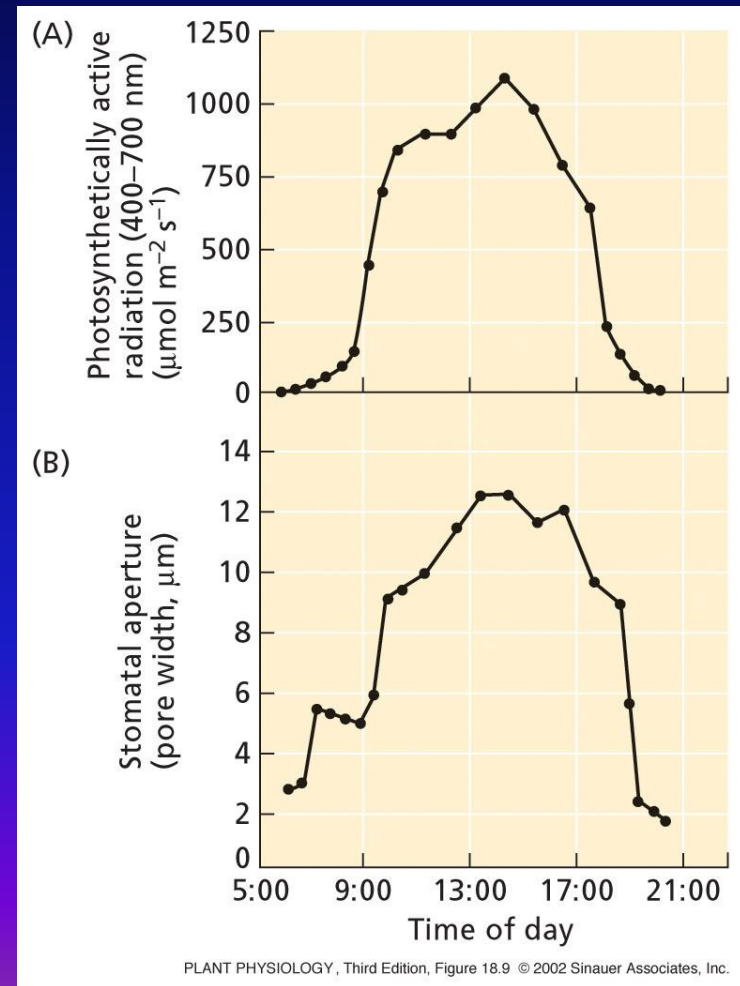 (A)
Photosynthetically active
radiation (400–700 nm)
(μmol m⁻² s⁻¹)
1250
1000
750
500
250
0
(B)
Stomatal aperture
(pore width, μm)
14
12
10
8
6
4
2
0
5:00 9:00 13:00 17:00 21:00
Time of day
PLANT PHYSIOLOGY, Third Edition, Figure 18.9 © 2002 Sinauer Associates, Inc.